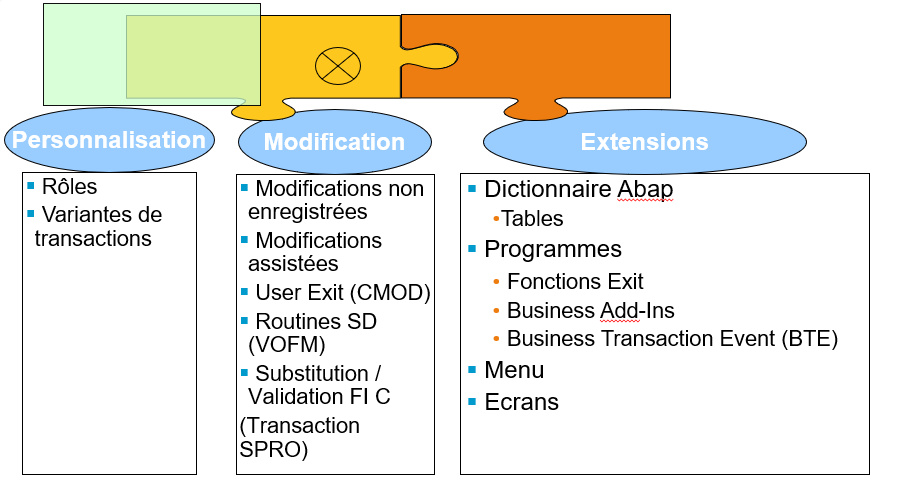 Personnalisation
Rôles
Variantes de
transactions
Modification
Modifications non
enregistrées
Modifications
assistées
User Exit (CMOD)
Routines SD
(VOFM)
Substitution /
Validation FI C
(Transaction
SPRO)
Extensions
Dictionnaire Abap
Tables
Programmes
Fonctions Exit
Business Add-Ins
Business Transaction Event (BTE)
Menu
Ecrans